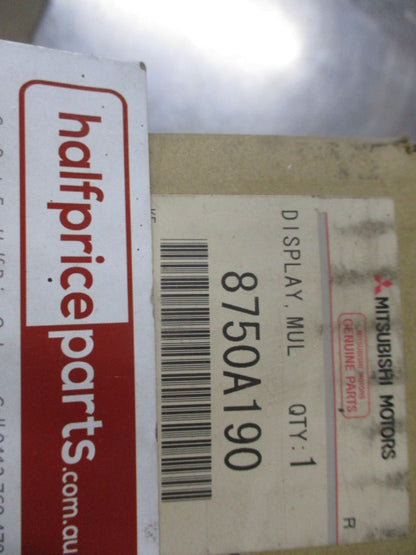 MITSUBISHI MOTORS
GENUINE PARTS
R
DISPLAY, MUL QTY: 1
8750A190
halfpriceparts.com.au